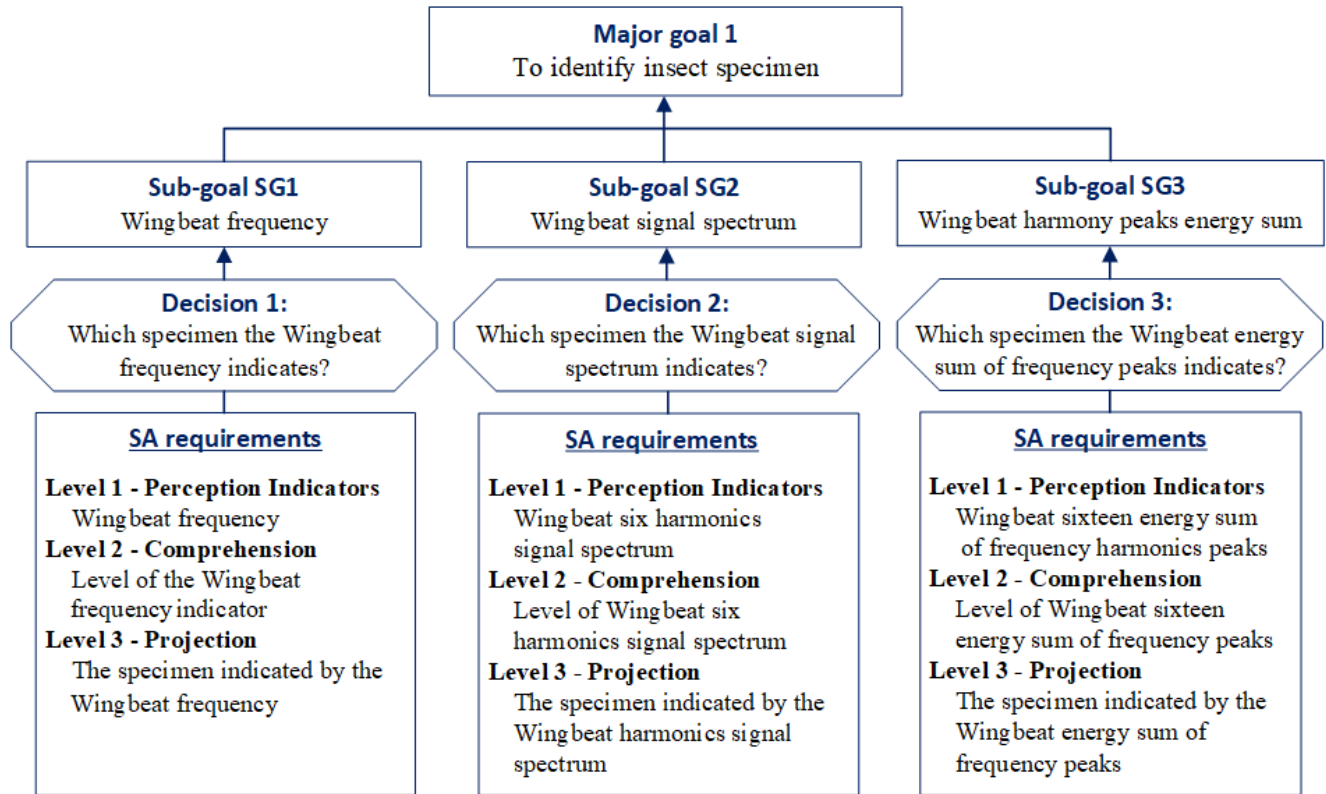 Major goal 1
To identify insect specimen
Sub-goal SG1
Wingbeat frequency
Sub-goal SG2
Wingbeat signal spectrum
Sub-goal SG3
Wingbeat harmony peaks energy sum
Decision 1:
Which specimen the Wingbeat
frequency indicates?
Decision 2:
Which specimen the Wingbeat signal
spectrum indicates?
Decision 3:
Which specimen the Wingbeat energy
sum of frequency peaks indicates?
SA requirements
Level 1 - Perception Indicators
Wingbeat frequency
Level 2 - Comprehension
Level of the Wingbeat
frequency indicator
Level 3 - Projection
The specimen indicated by the
Wingbeat frequency
SA requirements
Level 1 - Perception Indicators
Wingbeat six harmonics
signal spectrum
Level 2 - Comprehension
Level of Wingbeat six
harmonics signal spectrum
Level 3 - Projection
The specimen indicated by the
Wingbeat harmonics signal
spectrum
SA requirements
Level 1 - Perception Indicators
Wingbeat sixteen energy sum
of frequency harmonics peaks
Level 2 - Comprehension
Level of Wingbeat sixteen
energy sum of frequency peaks
Level 3 - Projection
The specimen indicated by the
Wingbeat energy sum of
frequency peaks